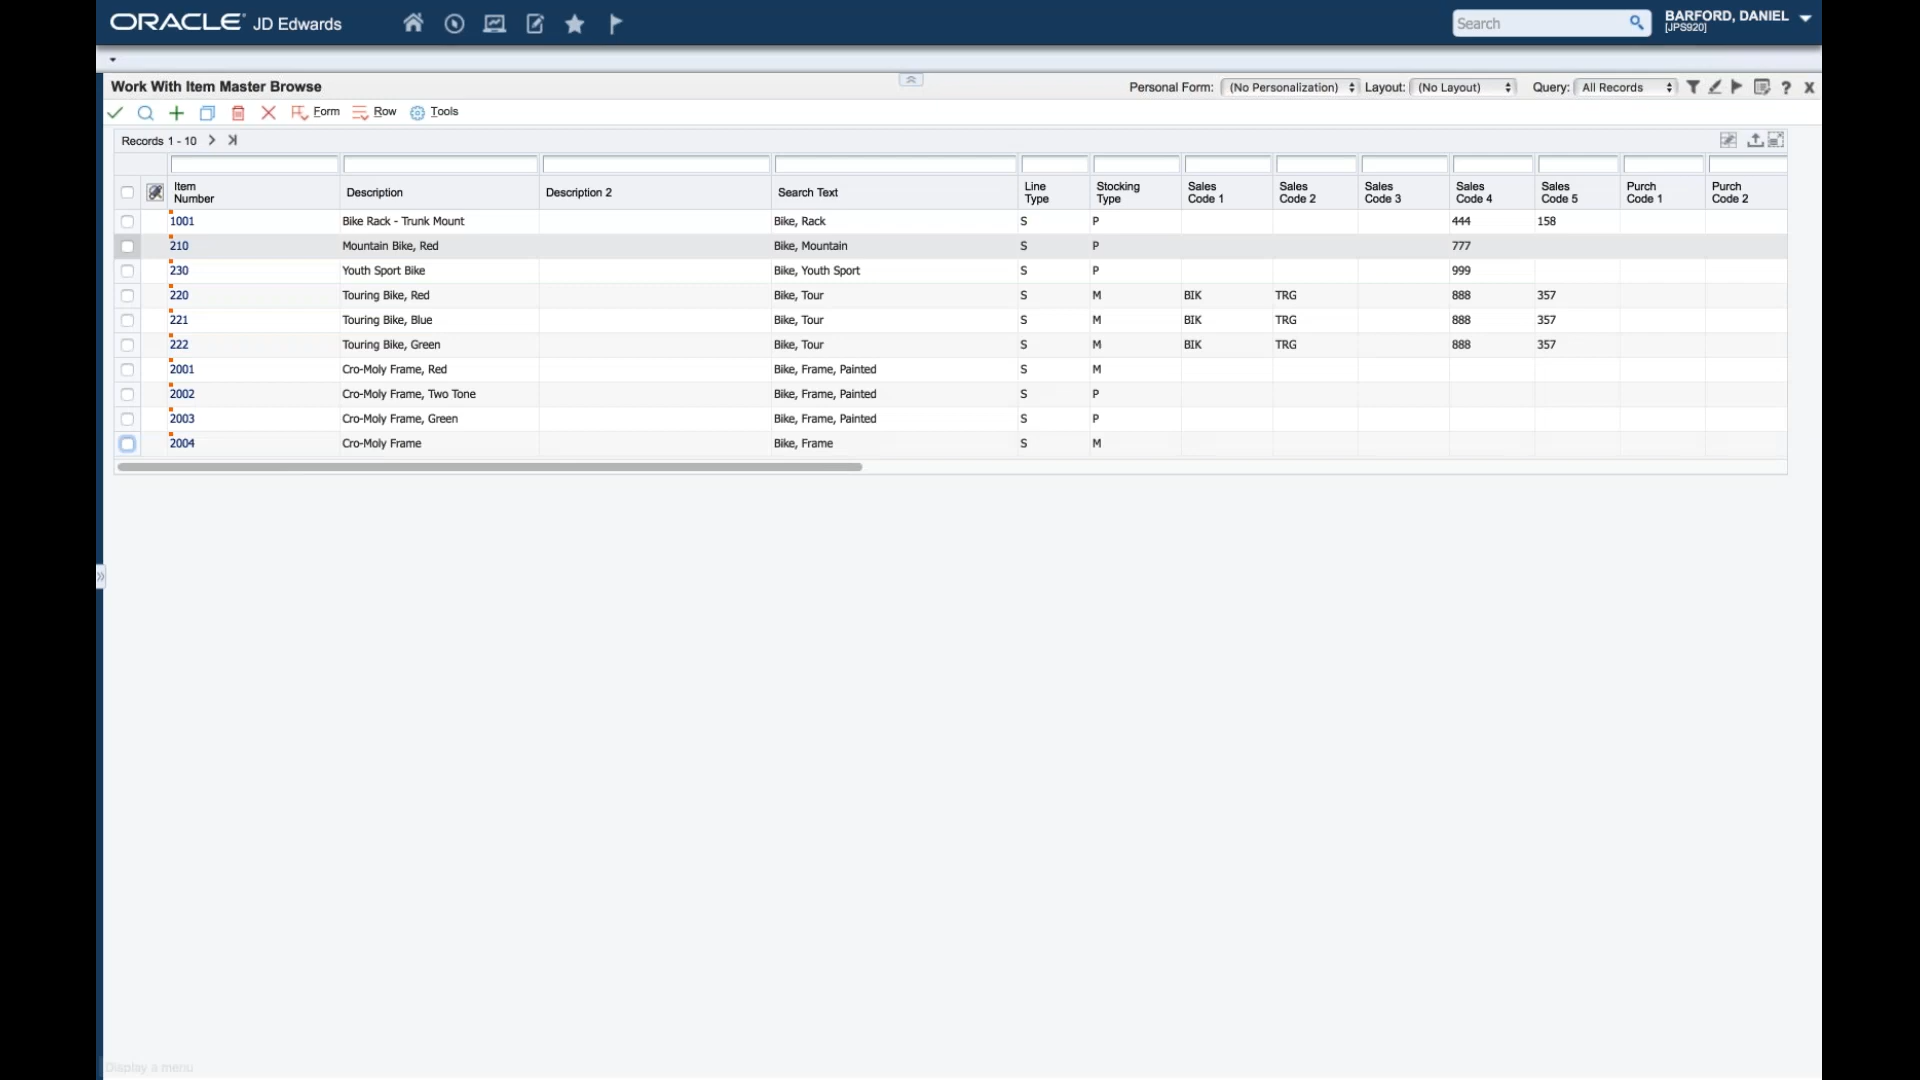 ORACLE JD Edwards
Search
BARFORD, DANIEL
[JPS920]
Work With Item Master Browse
Personal Form: (No Personalization) Layout: (No Layout) Query: All Records
Form Row Tools
Records 1 - 10
Item Number Description Description 2 Search Text Line Type Stocking Type Sales Code 1 Sales Code 2 Sales Code 3 Sales Code 4 Sales Code 5 Purch Code 1 Purch Code 2
1001 Bike Rack - Trunk Mount Bike, Rack S P 444 158
210 Mountain Bike, Red Bike, Mountain S P 777
230 Youth Sport Bike Bike, Youth Sport S P 999
220 Touring Bike, Red Bike, Tour S M BIK TRG 888 357
221 Touring Bike, Blue Bike, Tour S M BIK TRG 888 357
222 Touring Bike, Green Bike, Tour S M BIK TRG 888 357
2001 Cro-Moly Frame, Red Bike, Frame, Painted S M
2002 Cro-Moly Frame, Two Tone Bike, Frame, Painted S P
2003 Cro-Moly Frame, Green Bike, Frame, Painted S P
2004 Cro-Moly Frame Bike, Frame S M
Display a menu